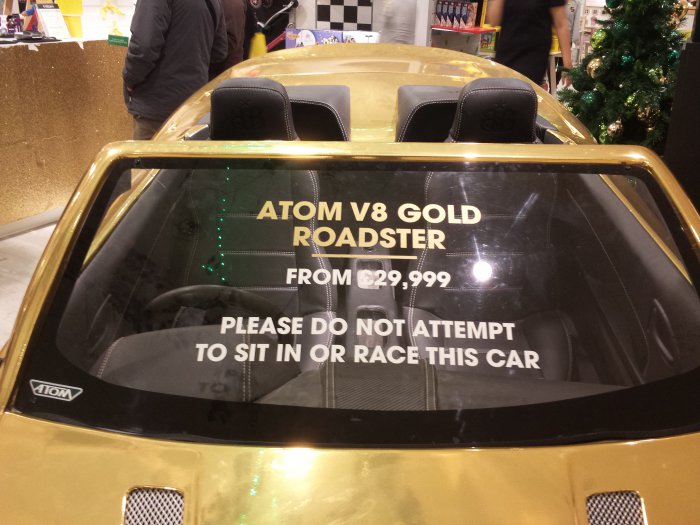 ATOM V8 GOLD
ROADSTER
FROM £29,999
PLEASE DO NOT ATTEMPT
TO SIT IN OR RACE THIS CAR
ATOM